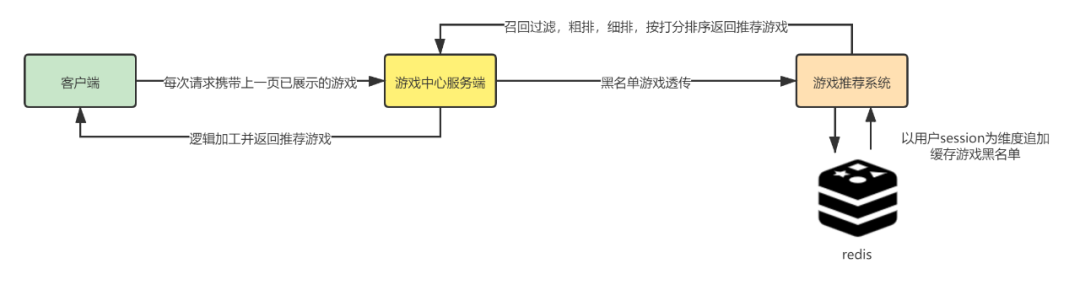 召回过滤，粗排，细排，按打分排序返回推荐游戏
客户端
每次请求携带上一页已展示的游戏
游戏中心服务端
黑名单游戏透传
游戏推荐系统
逻辑加工并返回推荐游戏
以用户session为维度追加
缓存游戏黑名单
redis